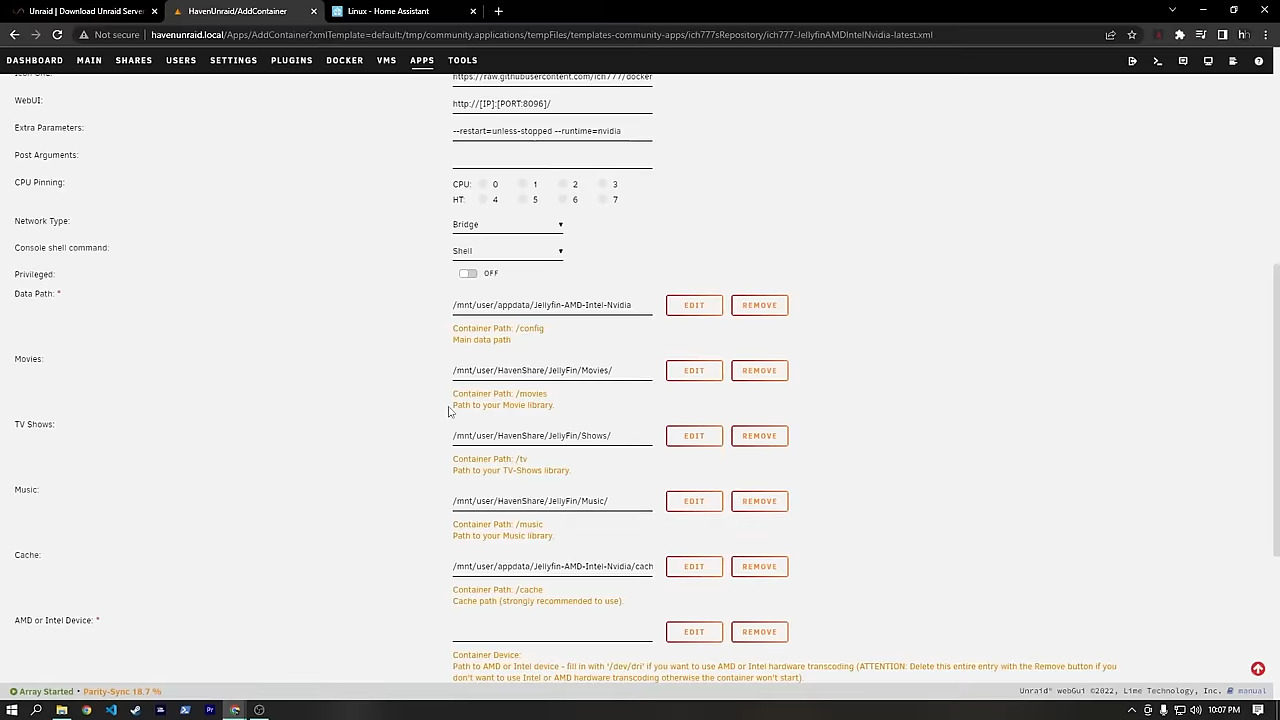 Unraid | Download Unraid Server
HavenUnraid/AddContainer
Linux - Home Assistant
Not secure | havenunraid.local/Apps/AddContainer?xmlTemplate=default:/tmp/community.applications/tempFiles/templates-community-apps/ich777sRepository/ich777-JellyfinAMDIntelNvidia-latest.xml
DASHBOARD MAIN SHARES USERS SETTINGS PLUGINS DOCKER VMS APPS TOOLS
https://raw.githubusercontent.com/ich777/docker
WebUI:
http://[IP]:[PORT:8096]/
Extra Parameters:
--restart=unless-stopped --runtime=nvidia
Post Arguments:
CPU Pinning:
CPU: 0 1 2 3
HT: 4 5 6 7
Network Type:
Bridge
Console shell command:
Shell
Privileged:
OFF
Data Path: *
/mnt/user/appdata/Jellyfin-AMD-Intel-Nvidia
EDIT REMOVE
Container Path: /config
Main data path
Movies:
/mnt/user/HavenShare/JellyFin/Movies/
EDIT REMOVE
Container Path: /movies
Path to your Movie library.
TV Shows:
/mnt/user/HavenShare/JellyFin/Shows/
EDIT REMOVE
Container Path: /tv
Path to your TV-Shows library.
Music:
/mnt/user/HavenShare/JellyFin/Music/
EDIT REMOVE
Container Path: /music
Path to your Music library.
Cache:
/mnt/user/appdata/Jellyfin-AMD-Intel-Nvidia/cach
EDIT REMOVE
Container Path: /cache
Cache path (strongly recommended to use).
AMD or Intel Device: *
EDIT REMOVE
Container Device:
Path to AMD or Intel device - fill in with '/dev/dri' if you want to use AMD or Intel hardware transcoding (ATTENTION: Delete this entire entry with the Remove button if you
don't want to use Intel or AMD hardware transcoding otherwise the container won't start).
Array Started • Parity-Sync 18.7 %
Unraid® webGui ©2022, Lime Technology, Inc. manual
10:07 PM